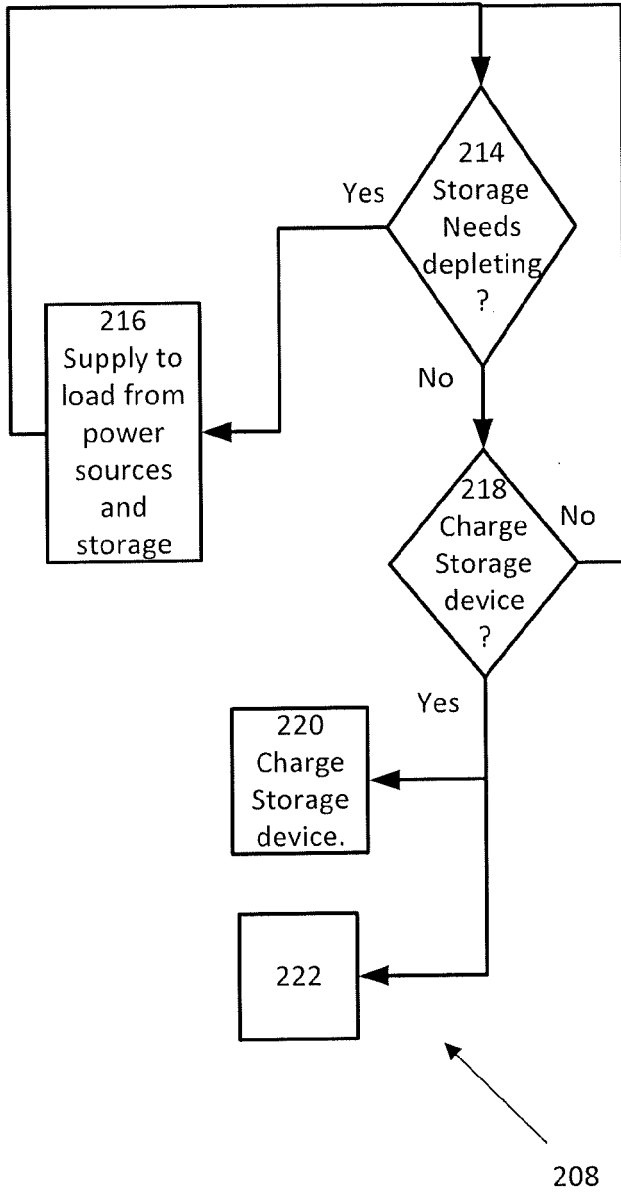 214
Storage
Needs
depleting
?
Yes
No
216
Supply to
load from
power
sources
and
storage
218
Charge
Storage
device
?
No
Yes
220
Charge
Storage
device.
222
208